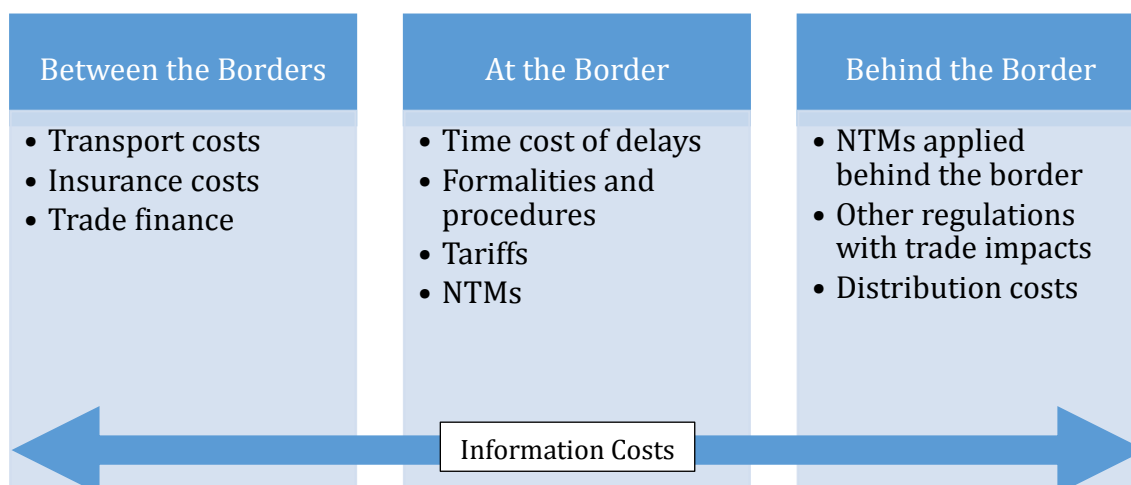 Between the Borders
• Transport costs
• Insurance costs
• Trade finance
At the Border
• Time cost of delays
• Formalities and
procedures
• Tariffs
• NTMs
Behind the Border
• NTMs applied
behind the border
• Other regulations
with trade impacts
• Distribution costs
Information Costs